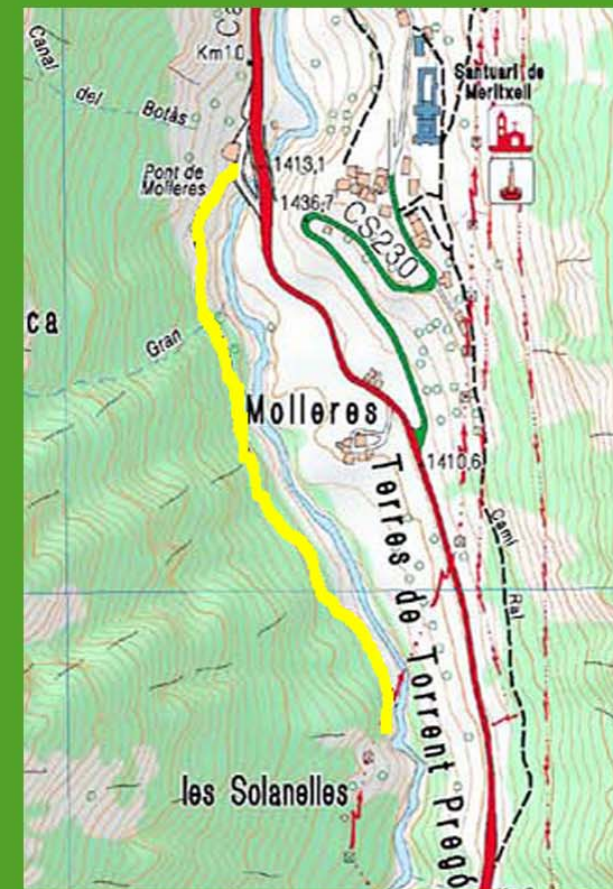 Km10
Canal
del
Botàs
Santuari de
Meritxell
Pont de
Molleres
1413,1
1436,7
CS230
ca
Gran
Molleres
1410,6
Terres de Torrent Pregó
Camí
Ral
les Solanelles